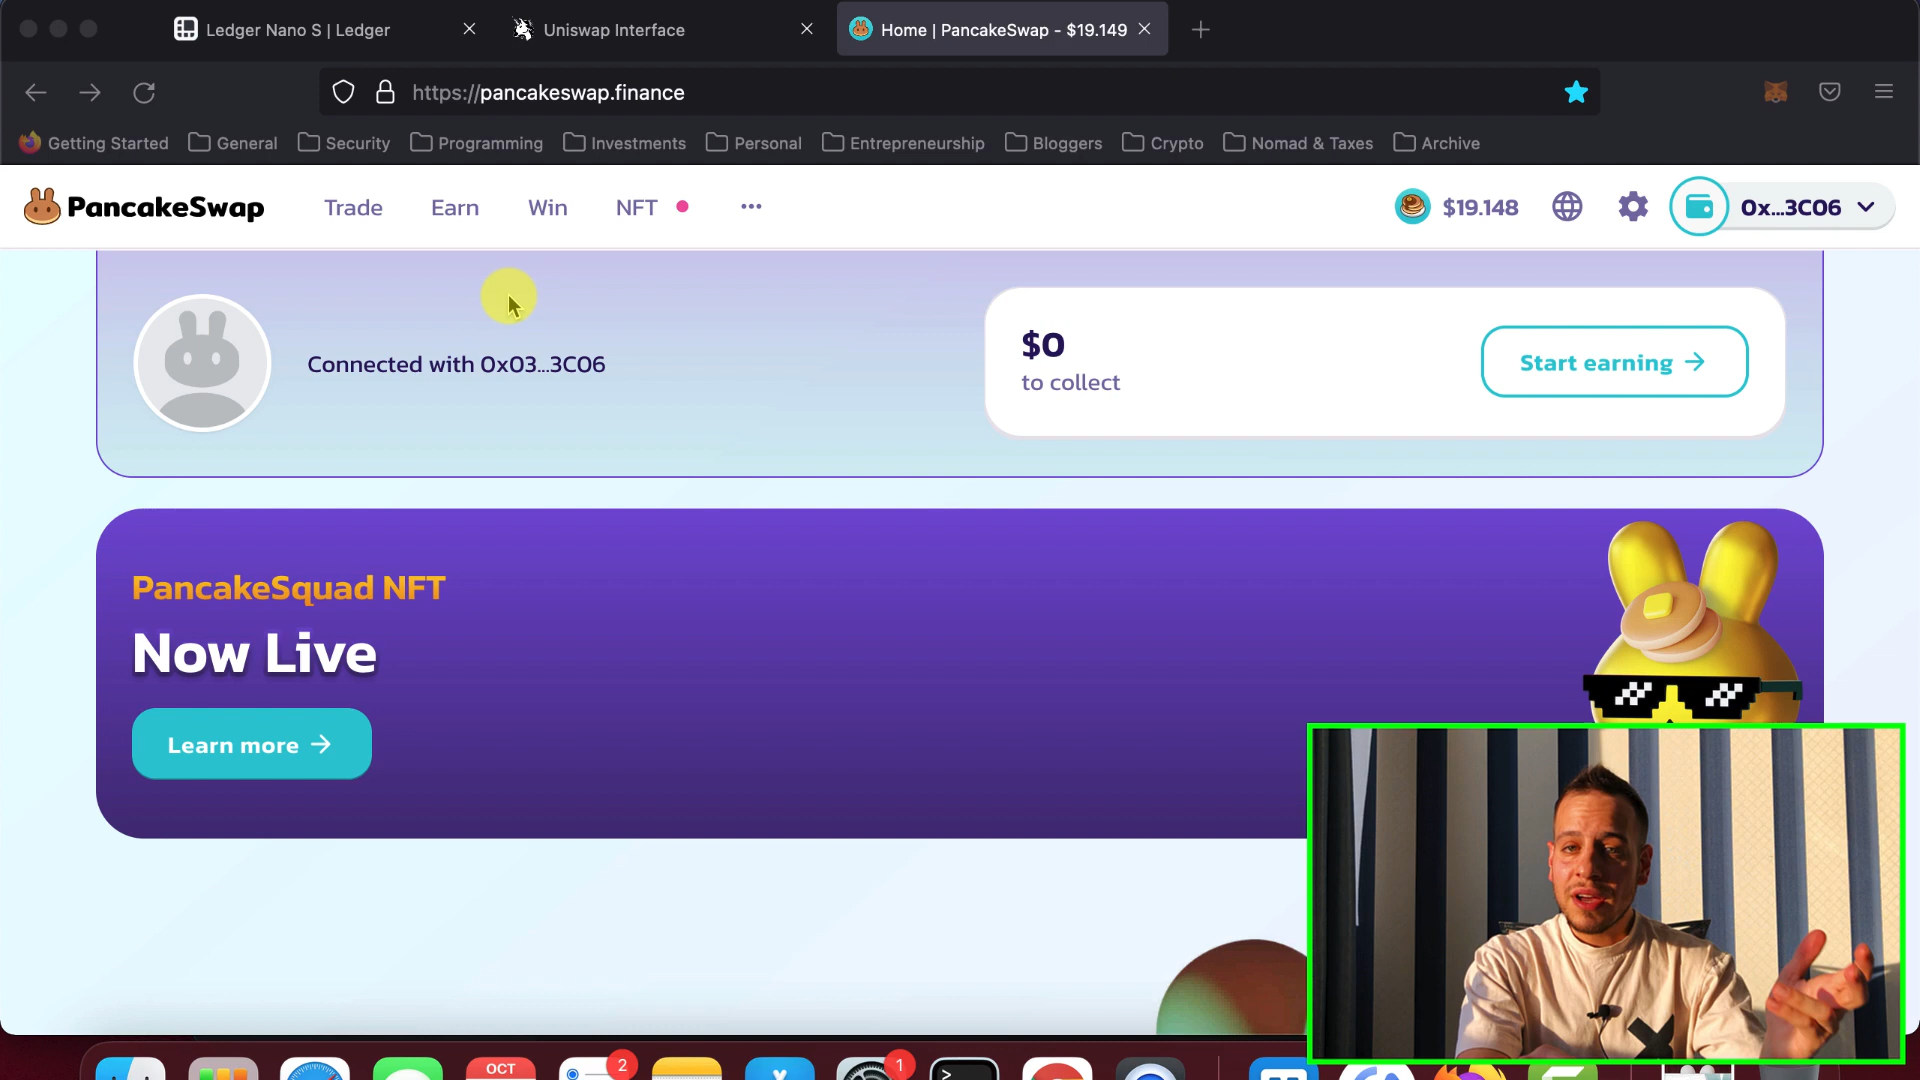 Ledger Nano S | Ledger
Uniswap Interface
Home | PancakeSwap - $19.149
https://pancakeswap.finance
Getting Started
General
Security
Programming
Investments
Personal
Entrepreneurship
Bloggers
Crypto
Nomad & Taxes
Archive
PancakeSwap
Trade
Earn
Win
NFT
$19.148
0x...3C06
Connected with 0x03...3C06
$0
to collect
Start earning
PancakeSquad NFT
Now Live
Learn more
OCT
2
1